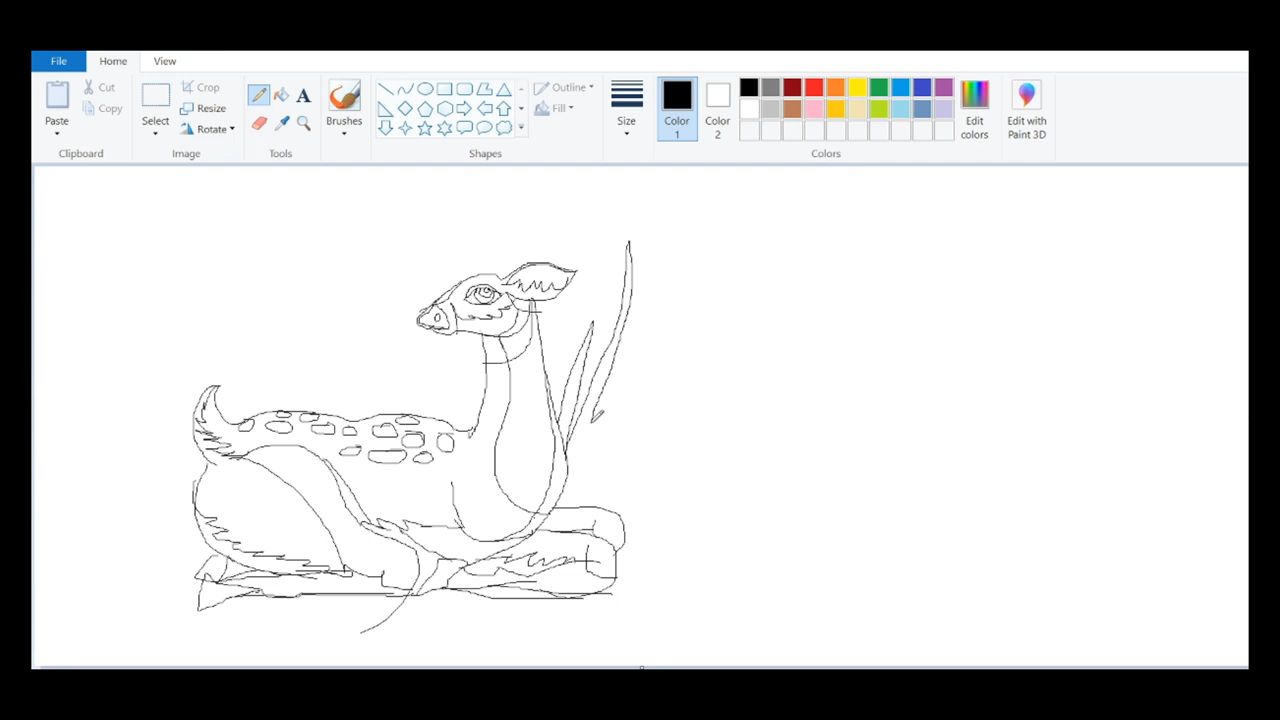 File Home View
Cut
Copy
Paste
Clipboard
Crop
Resize
Rotate
Select
Image
A
Tools
Brushes
Outline
Fill
Shapes
Size
Color 1
Color 2
Edit colors
Colors
Edit with Paint 3D